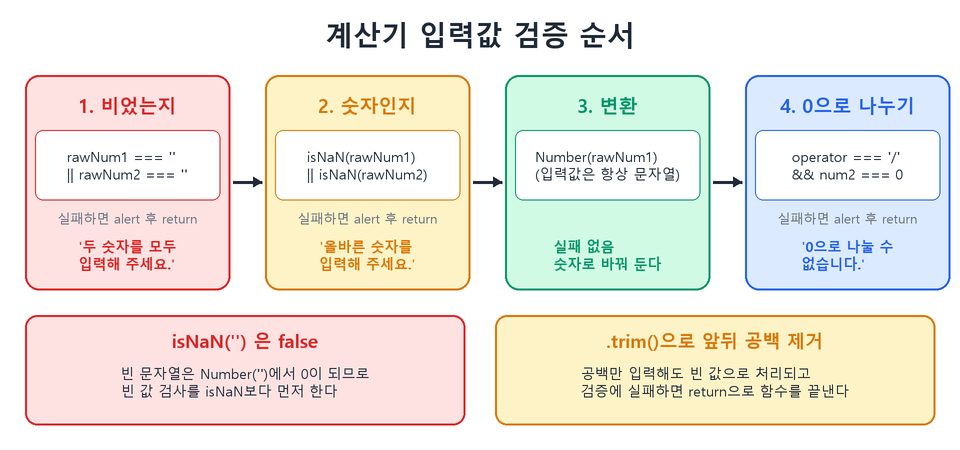 계산기 입력값 검증 순서
1. 비었는지
rawNum1 === ''
|| rawNum2 === ''
실패하면 alert 후 return
'두 숫자를 모두
입력해 주세요.'
2. 숫자인지
isNaN(rawNum1)
|| isNaN(rawNum2)
실패하면 alert 후 return
'올바른 숫자를
입력해 주세요.'
3. 변환
Number(rawNum1)
(입력값은 항상 문자열)
실패 없음
숫자로 바꿔 둔다
4. 0으로 나누기
operator === '/'
&& num2 === 0
실패하면 alert 후 return
'0으로 나눌 수
없습니다.'
isNaN('') 은 false
빈 문자열은 Number('')에서 0이 되므로
빈 값 검사를 isNaN보다 먼저 한다
.trim()으로 앞뒤 공백 제거
공백만 입력해도 빈 값으로 처리되고
검증에 실패하면 return으로 함수를 끝낸다